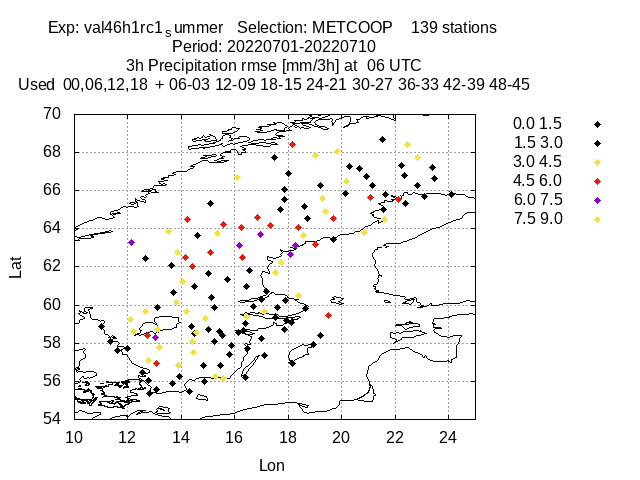 Exp: val46h1rc1summer Selection: METCOOP 139 stations
Period: 20220701-20220710
3h Precipitation rmse [mm/3h] at 06 UTC
Used 00,06,12,18 + 06-03 12-09 18-15 24-21 30-27 36-33 42-39 48-45
70
68
66
64
62
60
58
56
54
10 12 14 16 18 20 22 24
Lat
Lon
0.0 1.5
1.5 3.0
3.0 4.5
4.5 6.0
6.0 7.5
7.5 9.0